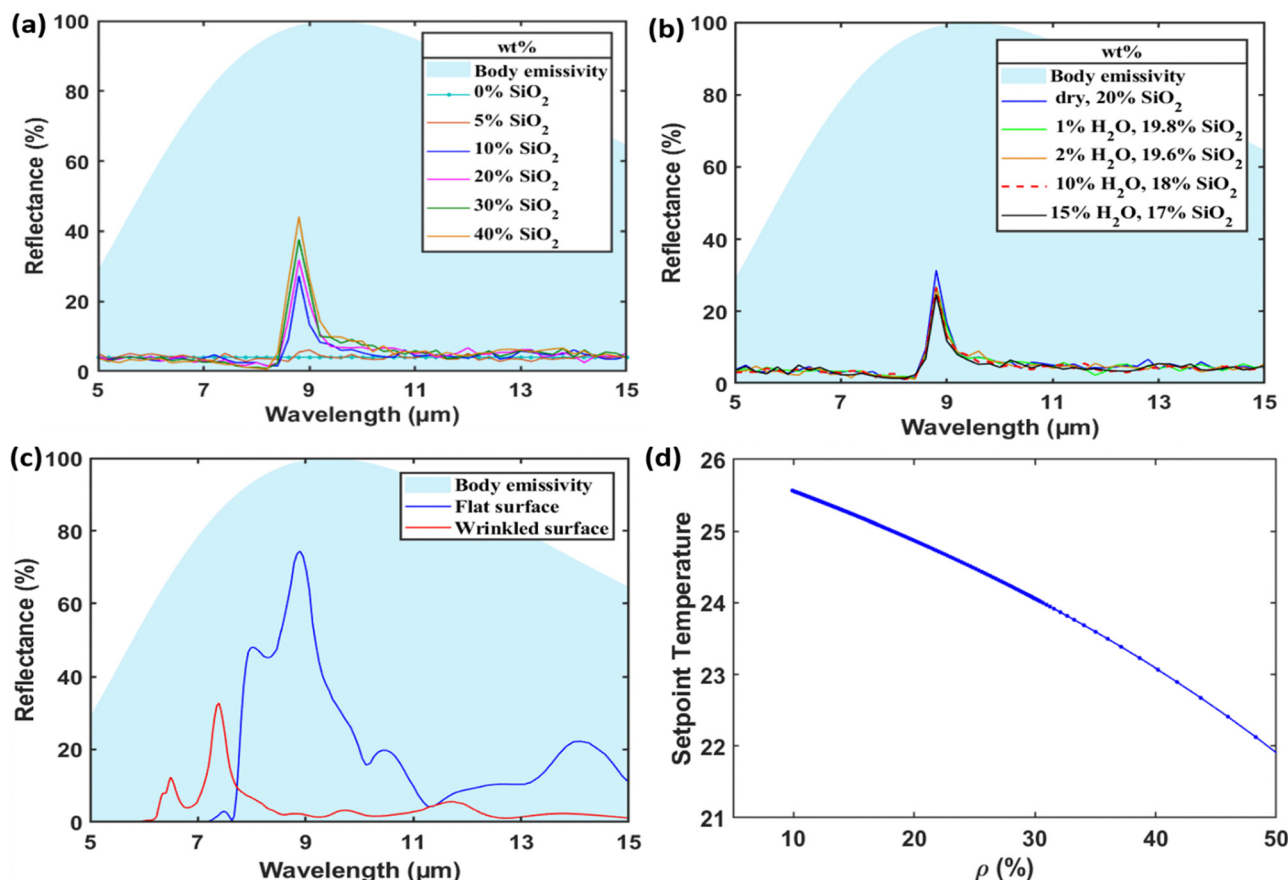 (a)
100
80
60
40
20
0
Reflectance (%)
wt%
Body emissivity
0% SiO₂
5% SiO₂
10% SiO₂
20% SiO₂
30% SiO₂
40% SiO₂
5 7 9 11 13 15
Wavelength (μm)
(b)
100
80
60
40
20
0
Reflectance (%)
wt%
Body emissivity
dry, 20% SiO₂
1% H₂O, 19.8% SiO₂
2% H₂O, 19.6% SiO₂
10% H₂O, 18% SiO₂
15% H₂O, 17% SiO₂
5 7 9 11 13 15
Wavelength (μm)
(c)
100
80
60
40
20
0
Reflectance (%)
Body emissivity
Flat surface
Wrinkled surface
5 7 9 11 13 15
Wavelength (μm)
(d)
26
25
24
23
22
21
Setpoint Temperature
10 20 30 40 50
ρ (%)